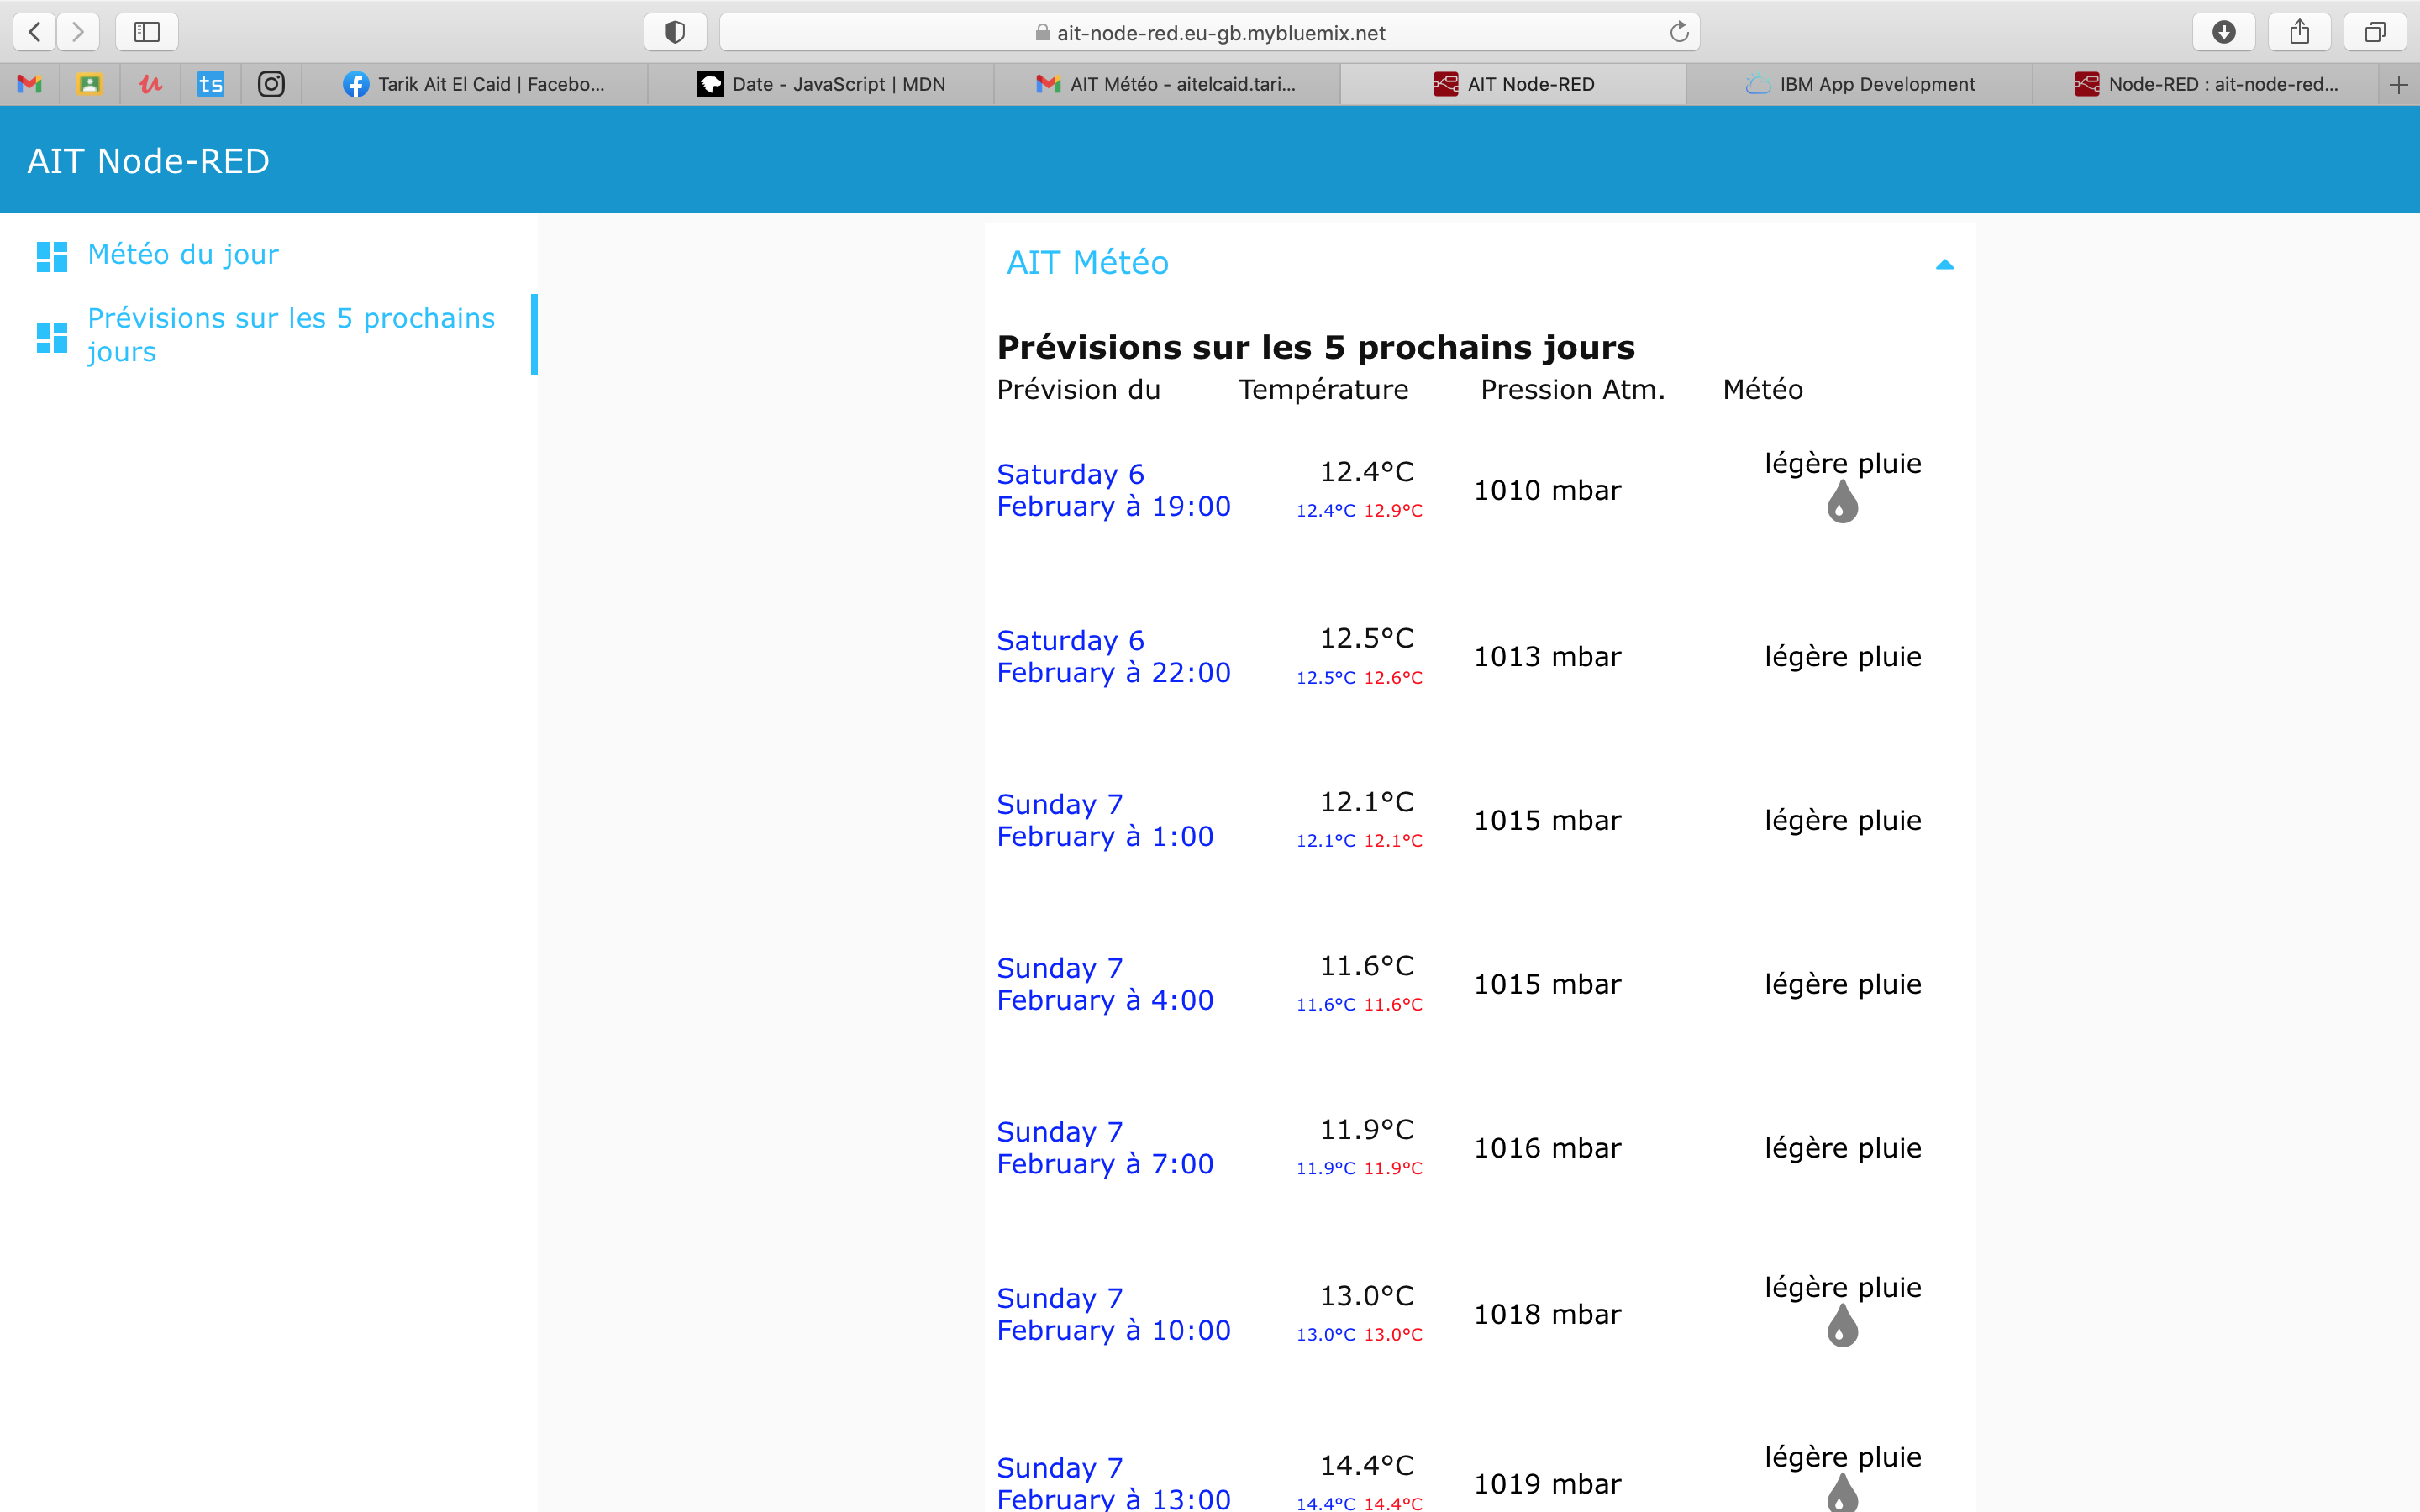 ait-node-red.eu-gb.mybluemix.net
ts
Tarik Ait El Caid | Facebo...
Date - JavaScript | MDN
AIT Météo - aitelcaid.tari...
AIT Node-RED
IBM App Development
Node-RED : ait-node-red...
AIT Node-RED
Météo du jour
Prévisions sur les 5 prochains
jours
AIT Météo
Prévisions sur les 5 prochains jours
Prévision du Température Pression Atm. Météo
Saturday 6
February à 19:00
12.4°C
12.4°C 12.9°C
1010 mbar
légère pluie
Saturday 6
February à 22:00
12.5°C
12.5°C 12.6°C
1013 mbar
légère pluie
Sunday 7
February à 1:00
12.1°C
12.1°C 12.1°C
1015 mbar
légère pluie
Sunday 7
February à 4:00
11.6°C
11.6°C 11.6°C
1015 mbar
légère pluie
Sunday 7
February à 7:00
11.9°C
11.9°C 11.9°C
1016 mbar
légère pluie
Sunday 7
February à 10:00
13.0°C
13.0°C 13.0°C
1018 mbar
légère pluie
Sunday 7
February à 13:00
14.4°C
14.4°C 14.4°C
1019 mbar
légère pluie